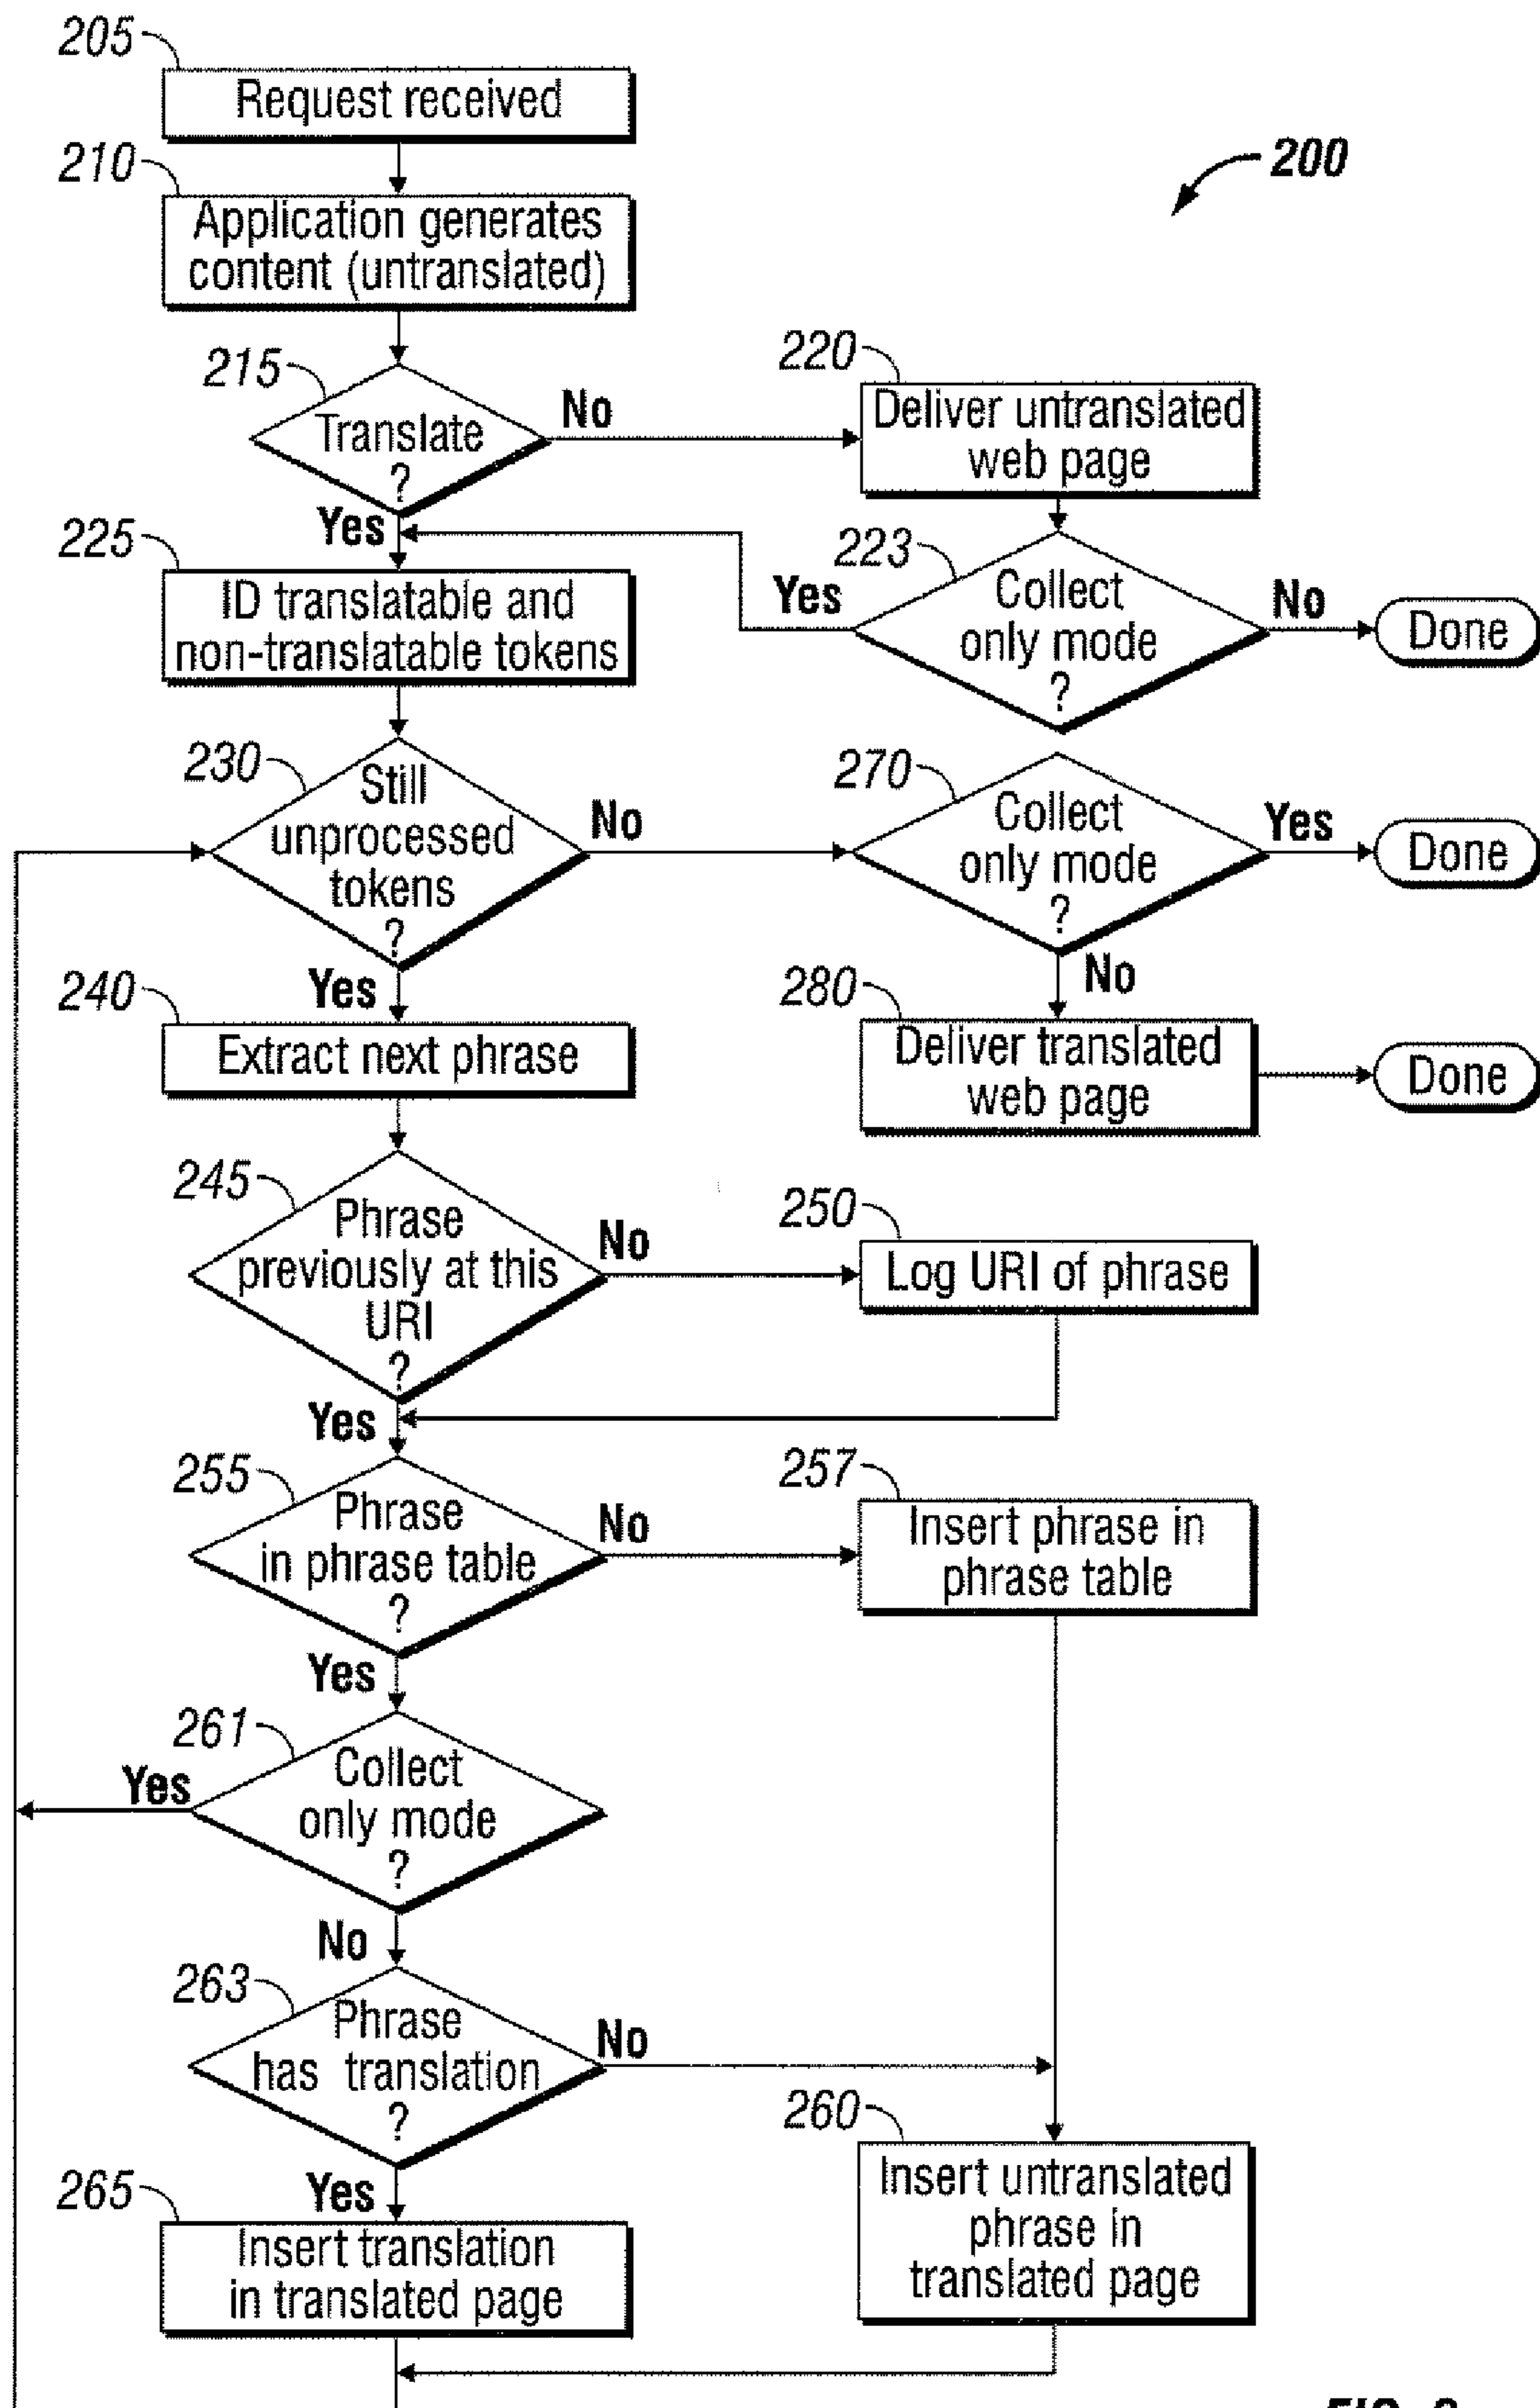 205
Request received
210
200
Application generates
content (untranslated)
215
Translate
?
No
220
Deliver untranslated
web page
Yes
225
ID translatable and
non-translatable tokens
223
Yes
Collect
only mode
?
No
Done
230
Still
unprocessed
tokens
?
No
270
Collect
only mode
?
Yes
Done
Yes
240
Extract next phrase
No
280
Deliver translated
web page
Done
245
Phrase
previously at this
URI
?
No
250
Log URI of phrase
Yes
255
Phrase
in phrase table
?
No
257
Insert phrase in
phrase table
Yes
261
Yes
Collect
only mode
?
No
263
Phrase
has translation
?
No
260
Insert untranslated
phrase in
translated page
Yes
265
Insert translation
in translated page